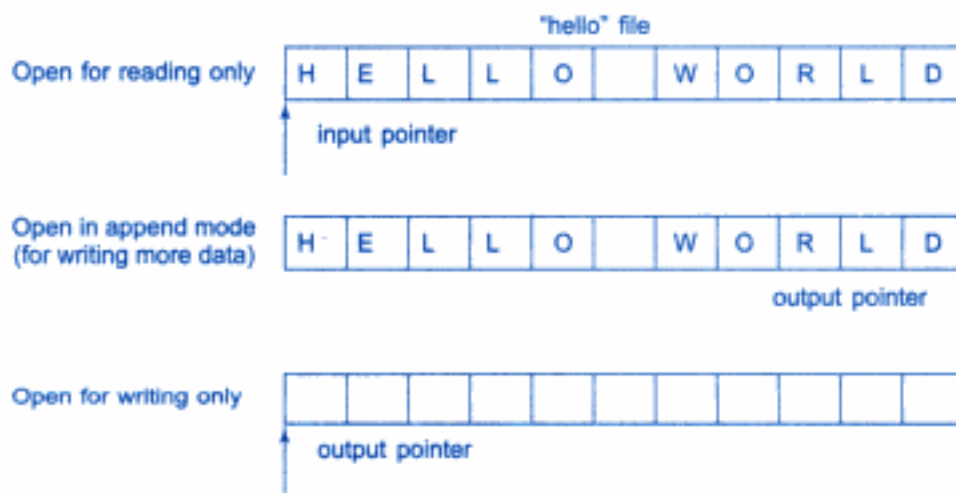 "hello" file
Open for reading only H E L L O W O R L D
input pointer
Open in append mode
(for writing more data) H E L L O W O R L D
output pointer
Open for writing only
output pointer